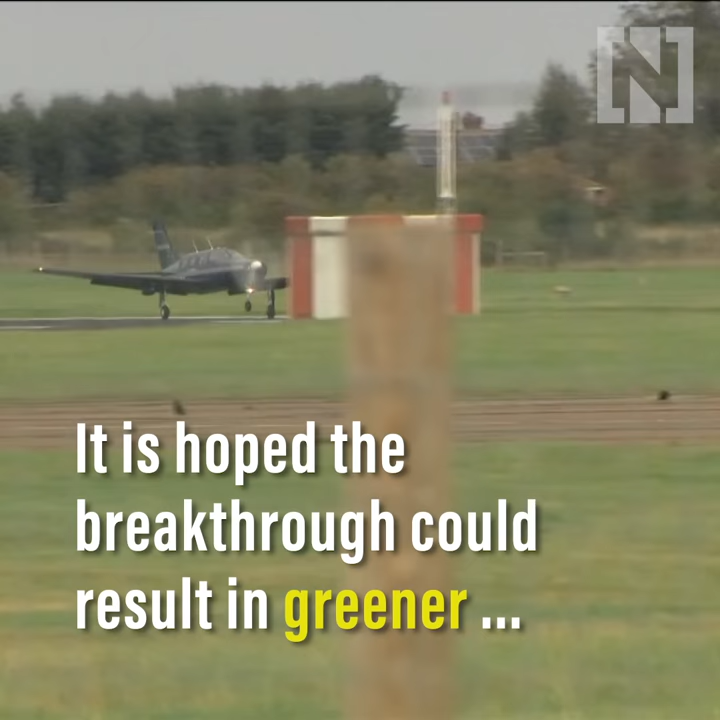 [N]
It is hoped the
breakthrough could
result in greener ...